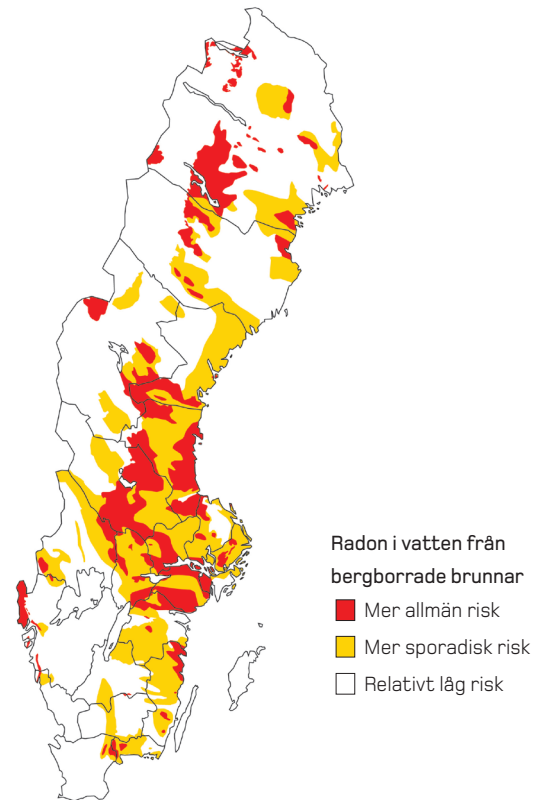 Radon i vatten från
bergborrade brunnar
Mer allmän risk
Mer sporadisk risk
Relativt låg risk